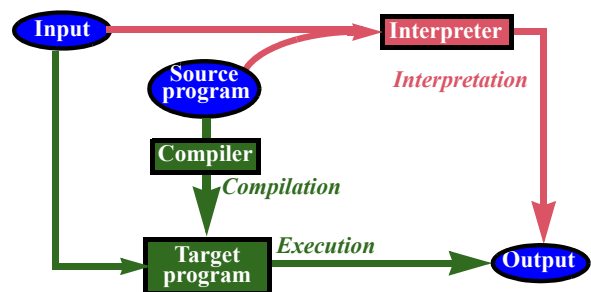 Input
Interpreter
Source
program
Interpretation
Compiler
Compilation
Target
program
Execution
Output